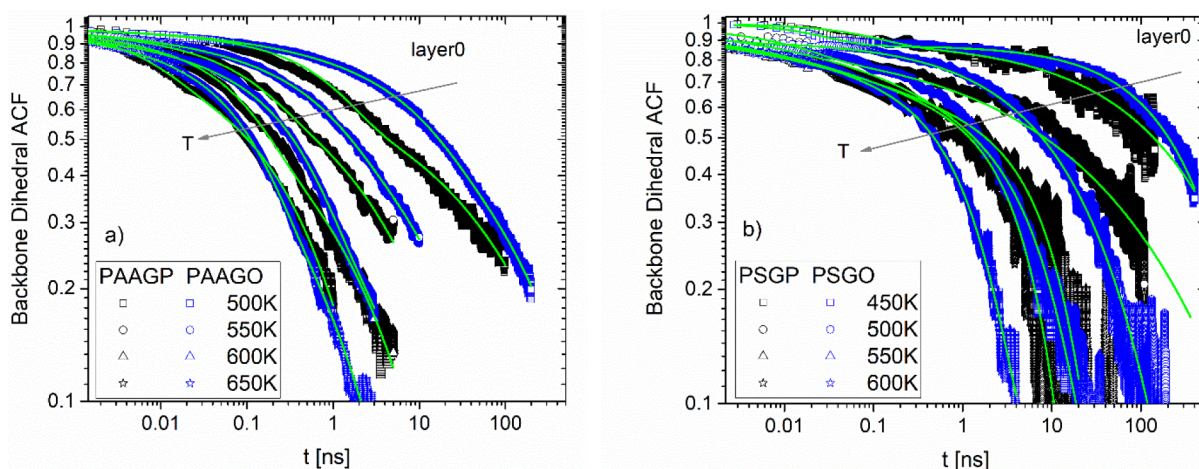 1
0.9
0.8
0.7
0.6
0.5
0.4
0.3
0.2
0.1
Backbone Dihedral ACF
layer0
T
a)
PAAGP PAAGO
500K
550K
600K
650K
0.01 0.1 1 10 100
t [ns]
1
0.9
0.8
0.7
0.6
0.5
0.4
0.3
0.2
0.1
Backbone Dihedral ACF
layer0
T
b)
PSGP PSGO
450K
500K
550K
600K
0.01 0.1 1 10 100
t [ns]